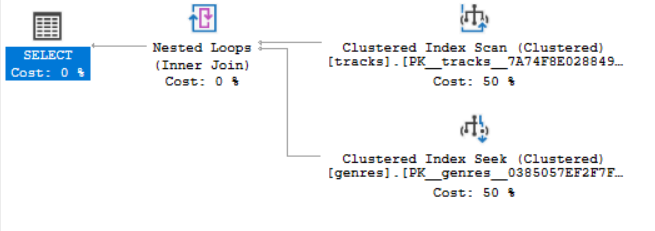 SELECT
Cost: 0 %
Nested Loops
(Inner Join)
Cost: 0 %
Clustered Index Scan (Clustered)
[tracks].[PK__tracks__7A74F8E028849…
Cost: 50 %
Clustered Index Seek (Clustered)
[genres].[PK__genres__0385057EF2F7F…
Cost: 50 %